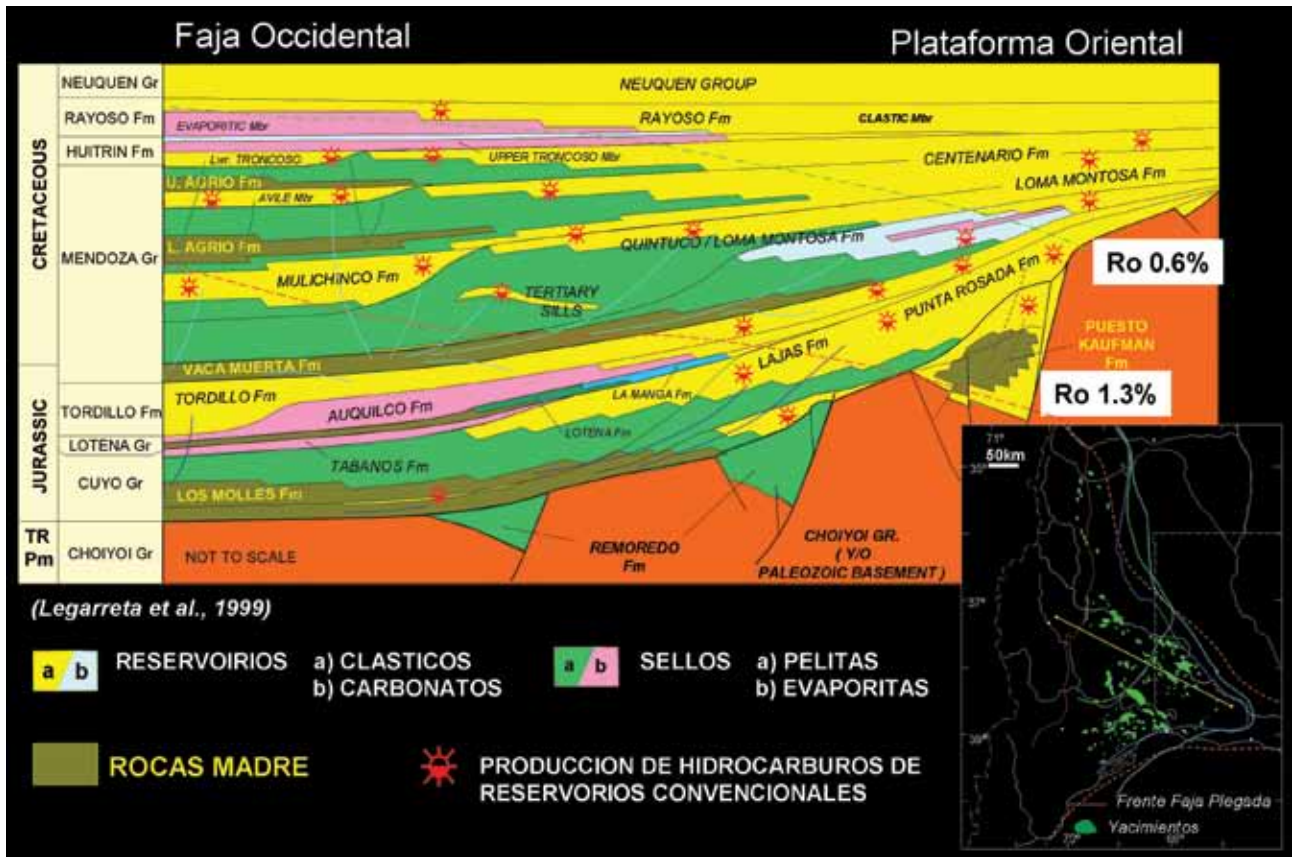 Faja Occidental
Plataforma Oriental
CRETACEOUS
JURASSIC
TR
Pm
NEUQUEN Gr
RAYOSO Fm
HUITRIN Fm
MENDOZA Gr
TORDILLO Fm
LOTENA Gr
CUYO Gr
CHOIYOI Gr
NEUQUEN GROUP
EVAPORITIC Mbr
RAYOSO Fm
CLASTIC Mbr
Lwr. TRONCOSO
UPPER TRONCOSO Mbr
CENTENARIO Fm
U. AGRIO Fm
AVILE Mbr
LOMA MONTOSA Fm
L. AGRIO Fm
QUINTUCO / LOMA MONTOSA Fm
MULICHINCO Fm
TERTIARY
SILLS
PUNTA ROSADA Fm
Ro 0.6%
VACA MUERTA Fm
LAJAS Fm
PUESTO
KAUFMAN
Fm
TORDILLO Fm
AUQUILCO Fm
LA MANGA Fm
Ro 1.3%
LOTENA Fm
TABANOS Fm
LOS MOLLES Fm
NOT TO SCALE
REMOREDO
Fm
CHOIYOI GR.
( Y/O
PALEOZOIC BASEMENT )
(Legarreta et al., 1999)
a b
RESERVOIRIOS
a) CLASTICOS
b) CARBONATOS
a b
SELLOS
a) PELITAS
b) EVAPORITAS
ROCAS MADRE
PRODUCCION DE HIDROCARBUROS DE
RESERVORIOS CONVENCIONALES
71º
50km
37º
70º
68º
Frente Faja Plegada
Yacimientos